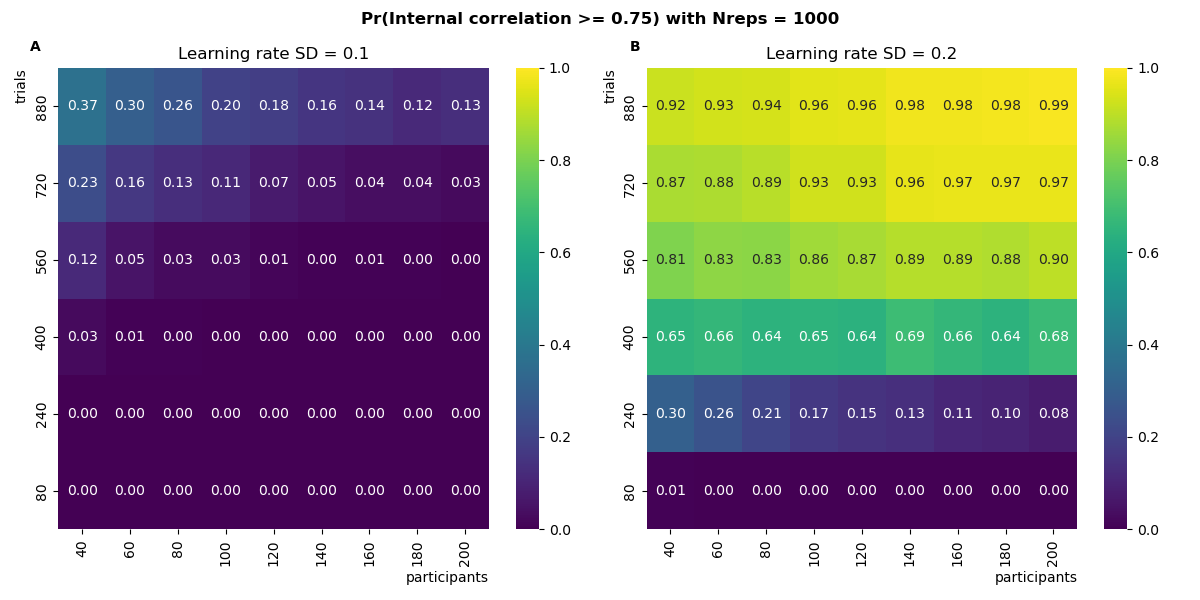 Pr(Internal correlation >= 0.75) with Nreps = 1000
A
Learning rate SD = 0.1
trials
880 0.37 0.30 0.26 0.20 0.18 0.16 0.14 0.12 0.13
720 0.23 0.16 0.13 0.11 0.07 0.05 0.04 0.04 0.03
560 0.12 0.05 0.03 0.03 0.01 0.00 0.01 0.00 0.00
400 0.03 0.01 0.00 0.00 0.00 0.00 0.00 0.00 0.00
240 0.00 0.00 0.00 0.00 0.00 0.00 0.00 0.00 0.00
80 0.00 0.00 0.00 0.00 0.00 0.00 0.00 0.00 0.00
40 60 80 100 120 140 160 180 200
participants
1.0
0.8
0.6
0.4
0.2
0.0
B
Learning rate SD = 0.2
trials
880 0.92 0.93 0.94 0.96 0.96 0.98 0.98 0.98 0.99
720 0.87 0.88 0.89 0.93 0.93 0.96 0.97 0.97 0.97
560 0.81 0.83 0.83 0.86 0.87 0.89 0.89 0.88 0.90
400 0.65 0.66 0.64 0.65 0.64 0.69 0.66 0.64 0.68
240 0.30 0.26 0.21 0.17 0.15 0.13 0.11 0.10 0.08
80 0.01 0.00 0.00 0.00 0.00 0.00 0.00 0.00 0.00
40 60 80 100 120 140 160 180 200
participants
1.0
0.8
0.6
0.4
0.2
0.0